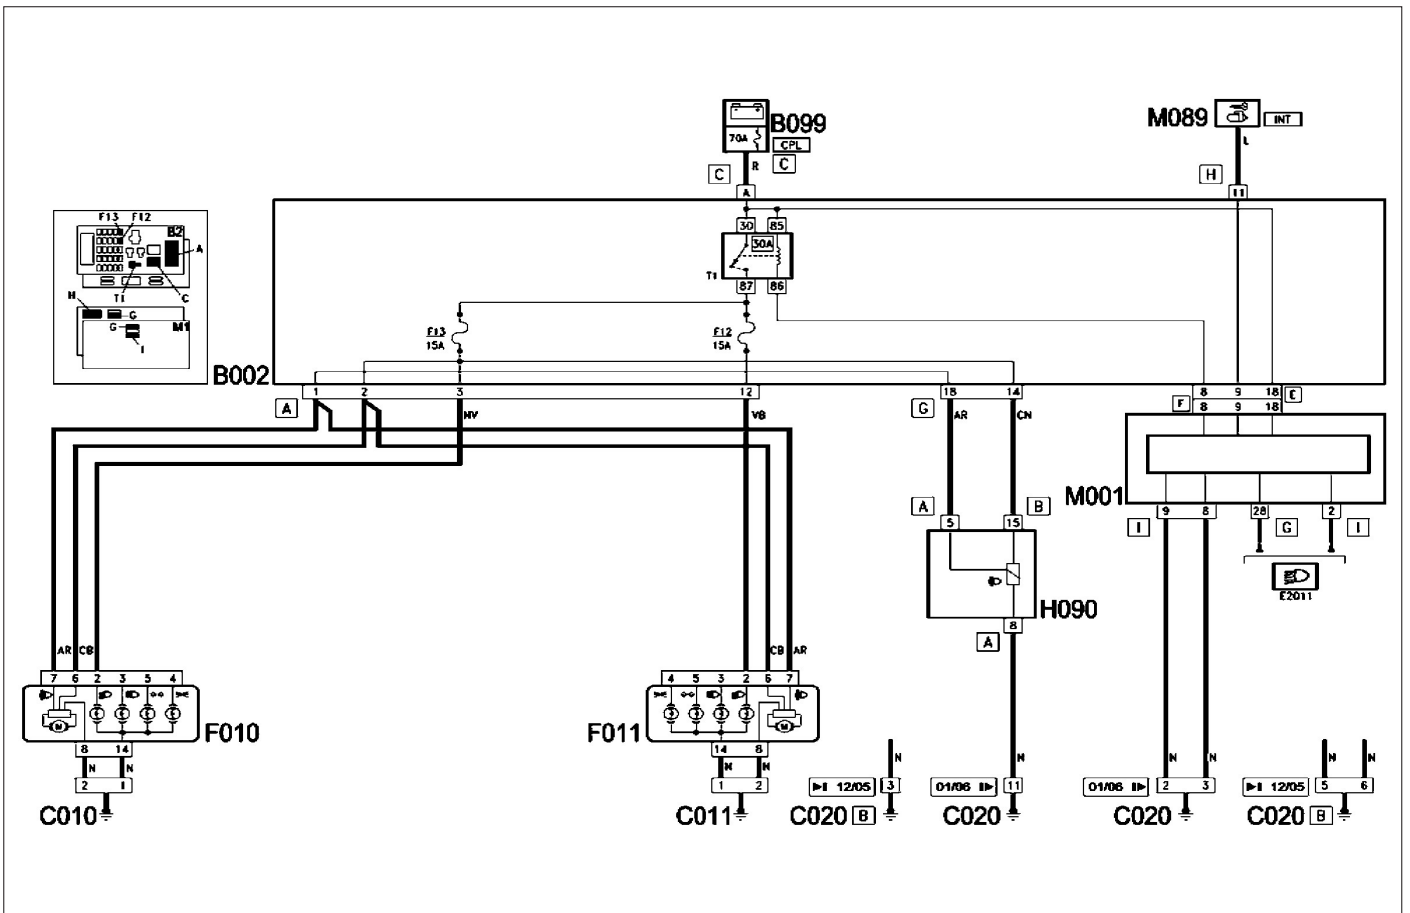 B099
70A
CPL
R
C
C
A
M089
INT
L
H
11
F13 F12
B2
A
T1
C
H
G
G
M1
I
30 85
30A
T1
87 86
F13
15A
F12
15A
B002
1 2 3 12
18 14
8 9 18
E
A
NV
VB
G
AR
CN
F
8 9 18
M001
A
B
5
15
9 8 28 2
I
G
I
E2011
H090
8
A
AR CB
CB AR
7 6 2 3 5 4
4 5 3 2 6 7
M
M
F010
F011
8 14
14 8
N N
N N
2 1
1 2
C010
C011
N
12/05
3
C020 B
N
01/06
11
C020
N N
01/06
2 3
C020
N N
12/05
5 6
C020 B